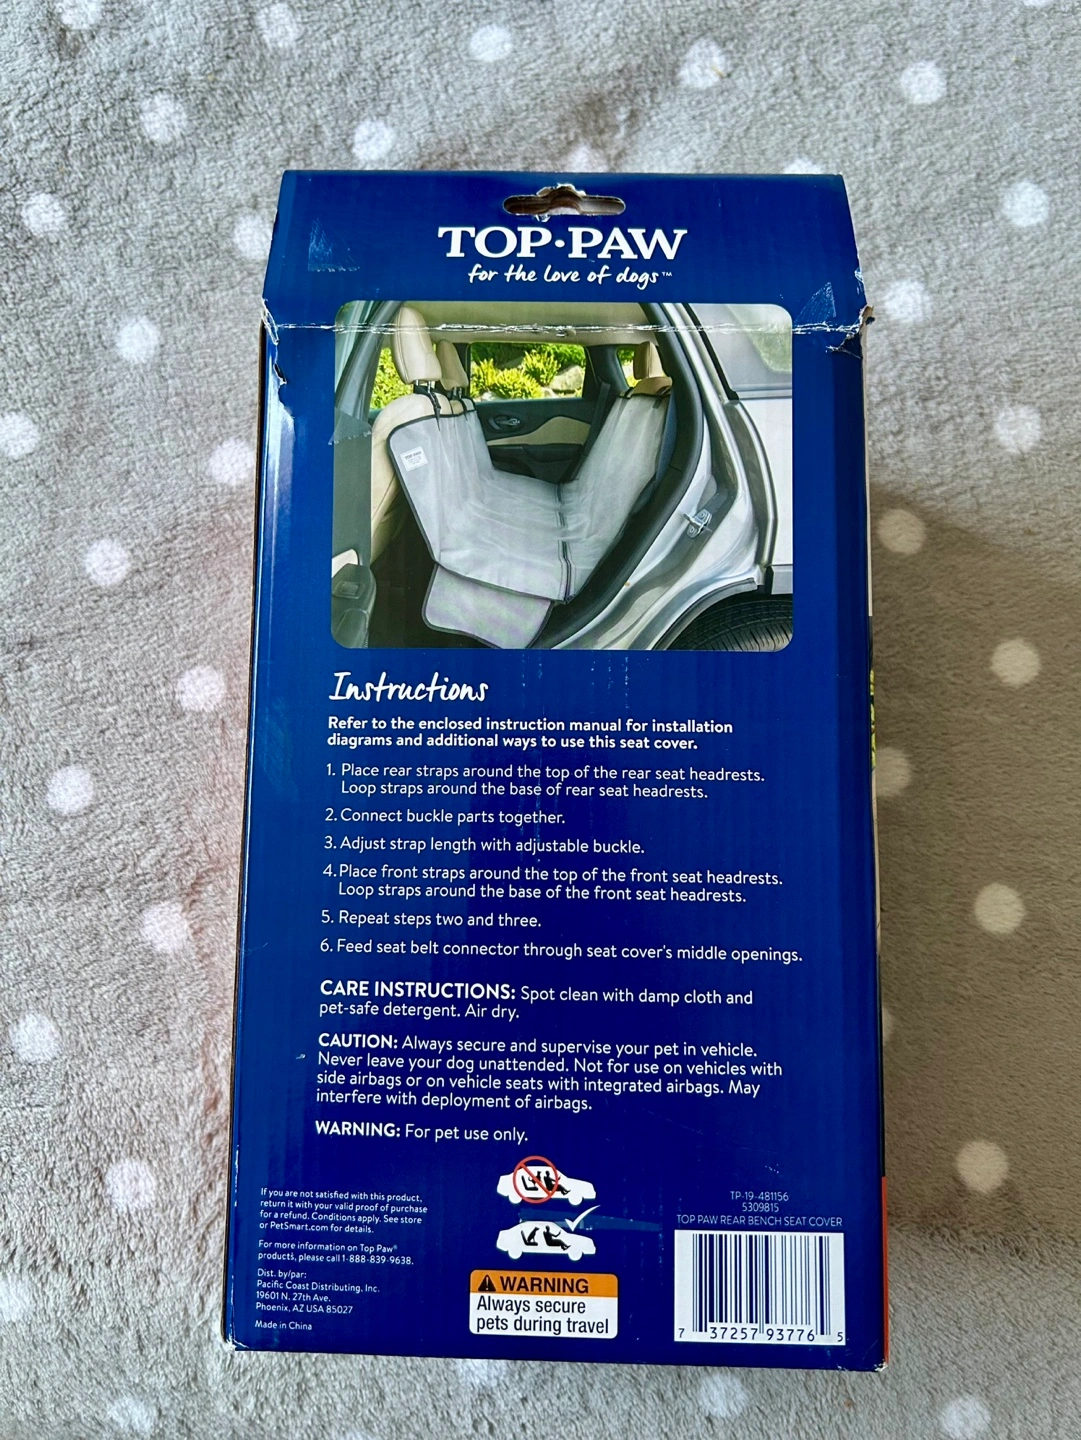 TOP·PAW
for the love of dogs™
Instructions
Refer to the enclosed instruction manual for installation
diagrams and additional ways to use this seat cover.
1. Place rear straps around the top of the rear seat headrests.
Loop straps around the base of rear seat headrests.
2. Connect buckle parts together.
3. Adjust strap length with adjustable buckle.
4. Place front straps around the top of the front seat headrests.
Loop straps around the base of the front seat headrests.
5. Repeat steps two and three.
6. Feed seat belt connector through seat cover's middle openings.
CARE INSTRUCTIONS: Spot clean with damp cloth and
pet-safe detergent. Air dry.
CAUTION: Always secure and supervise your pet in vehicle.
Never leave your dog unattended. Not for use on vehicles with
side airbags or on vehicle seats with integrated airbags. May
interfere with deployment of airbags.
WARNING: For pet use only.
If you are not satisfied with this product,
return it with your valid proof of purchase
for a refund. Conditions apply. See store
or PetSmart.com for details.
For more information on Top Paw®
products, please call 1-888-839-9638.
Dist. by/par:
Pacific Coast Distributing, Inc.
19601 N. 27th Ave.
Phoenix, AZ USA 85027
Made in China
WARNING
Always secure
pets during travel
TP-19-481156
5309815
TOP PAW REAR BENCH SEAT COVER
7 37257 93776 5